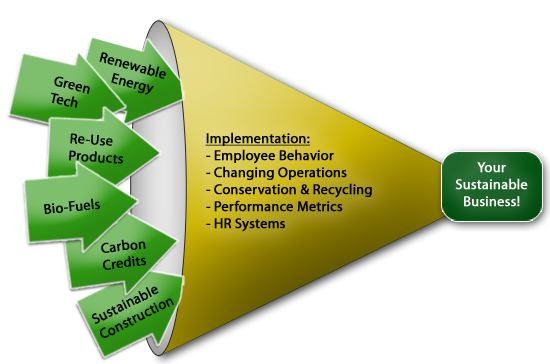 Renewable
Energy
Green
Tech
Re-Use
Products
Bio-Fuels
Carbon
Credits
Sustainable
Construction
Implementation:
- Employee Behavior
- Changing Operations
- Conservation & Recycling
- Performance Metrics
- HR Systems
Your
Sustainable
Business!